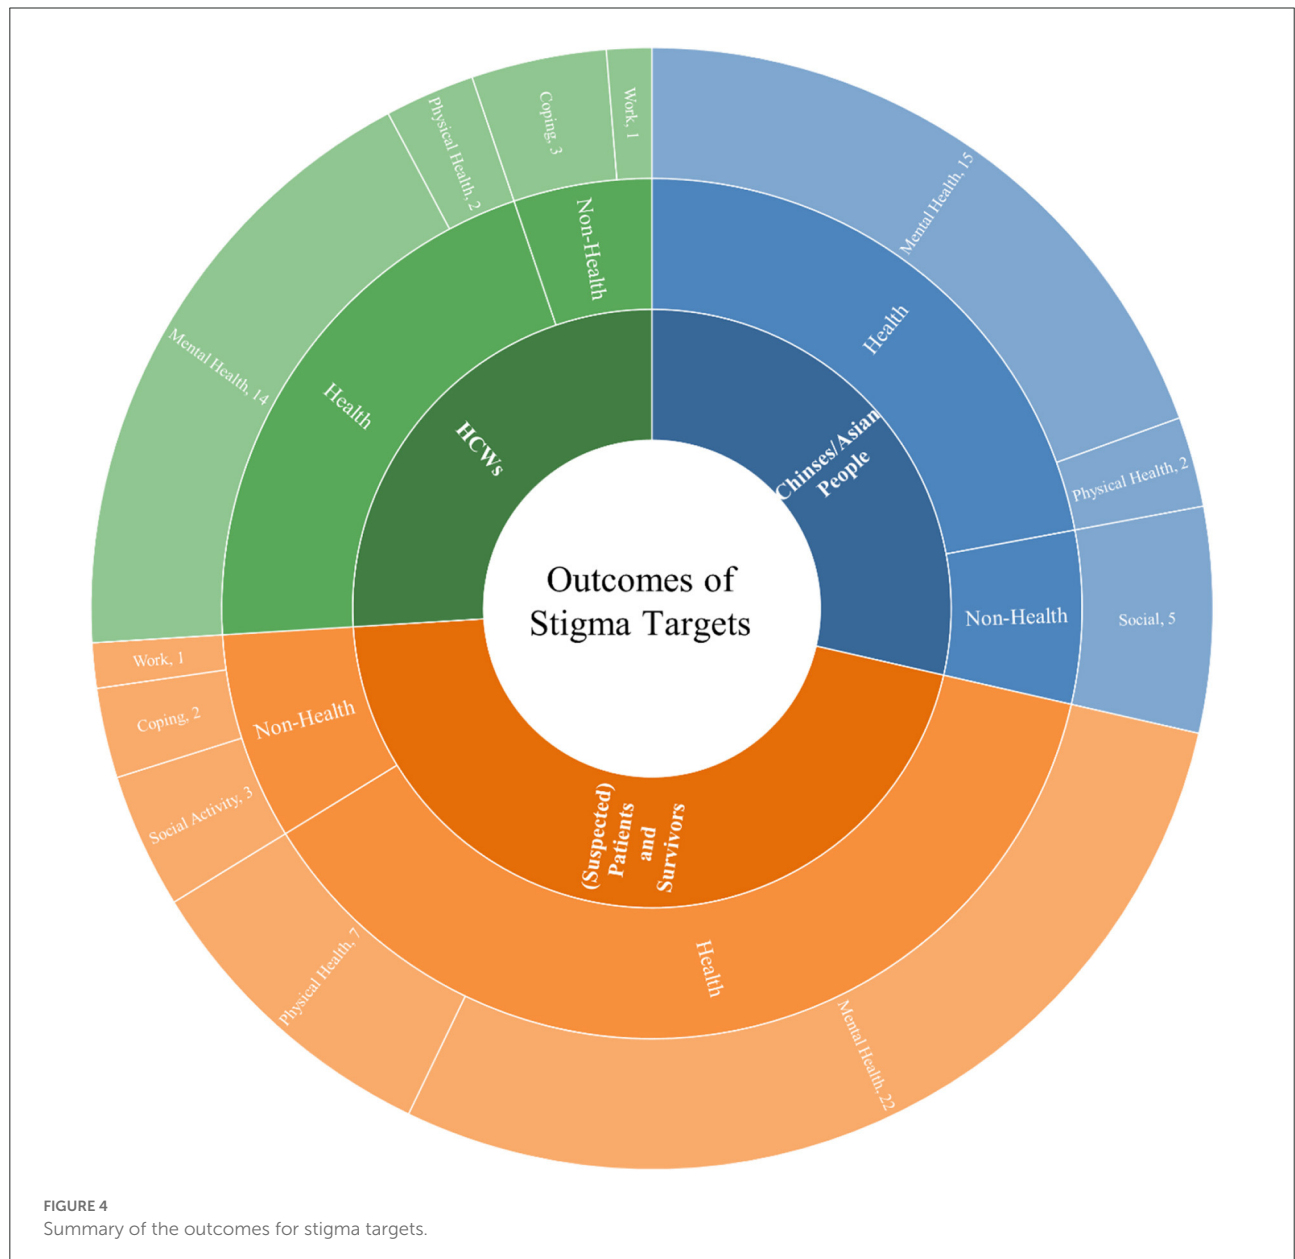 Outcomes of
Stigma Targets
Chinses/Asian
People
Health
Mental Health, 15
Physical Health, 2
Non-Health
Social, 5
(Suspected)
Patients
and
Survivors
Health
Mental Health, 22
Physical Health, 7
Non-Health
Social Activity, 3
Coping, 2
Work, 1
HCWs
Health
Mental Health, 14
Physical Health, 2
Non-Health
Coping, 3
Work, 1
FIGURE 4
Summary of the outcomes for stigma targets.